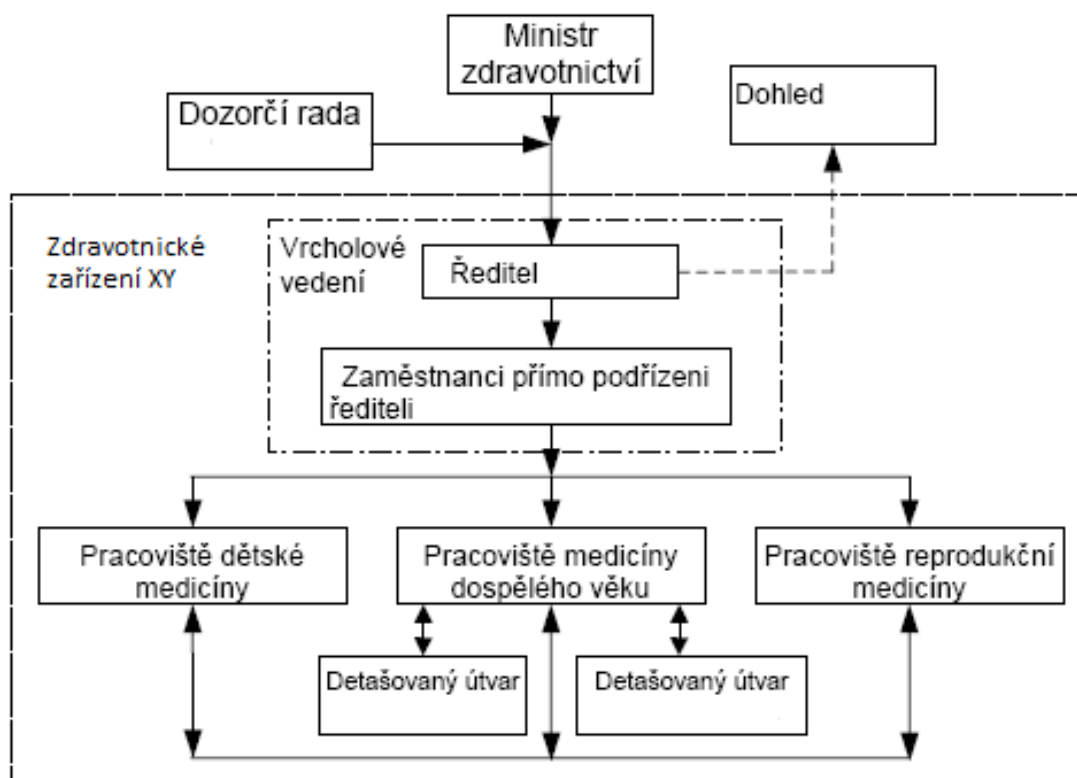 Ministr
zdravotnictví
Dohled
Dozorčí rada
Zdravotnické
zařízení XY
Vrcholové
vedení
Ředitel
Zaměstnanci přímo podřízeni
řediteli
Pracoviště dětské
medicíny
Pracoviště medicíny
dospělého věku
Pracoviště reprodukční
medicíny
Detašovaný útvar
Detašovaný útvar